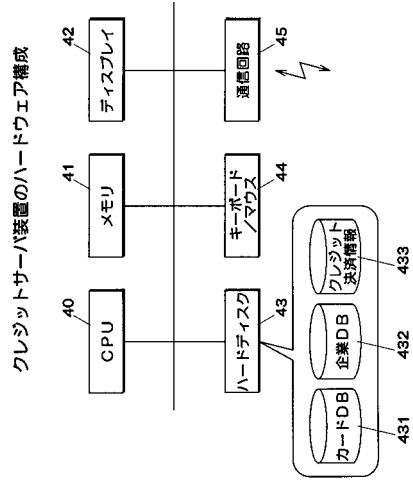 クレジットサーバ装置のハードウェア構成
40
41
42
CPU
メモリ
ディスプレイ
ハードディスク
キーボード
/マウス
通信回路
43
44
45
カードDB
企業DB
クレジット
決済情報
431
432
433